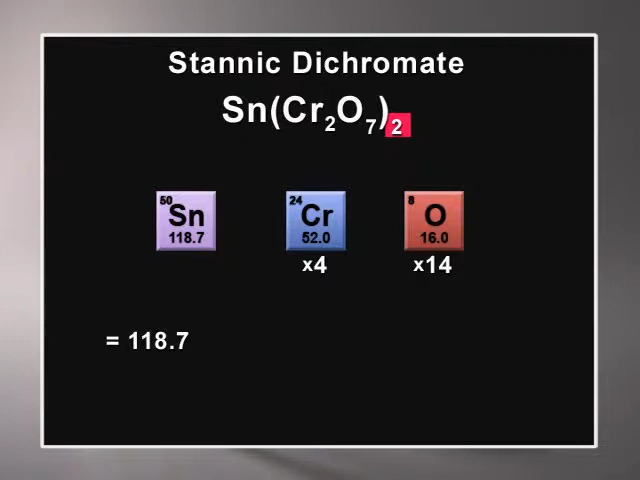 Stannic Dichromate
Sn(Cr₂O₇)₂
50 24 8
Sn Cr O
118.7 52.0 16.0
x4 x14
= 118.7